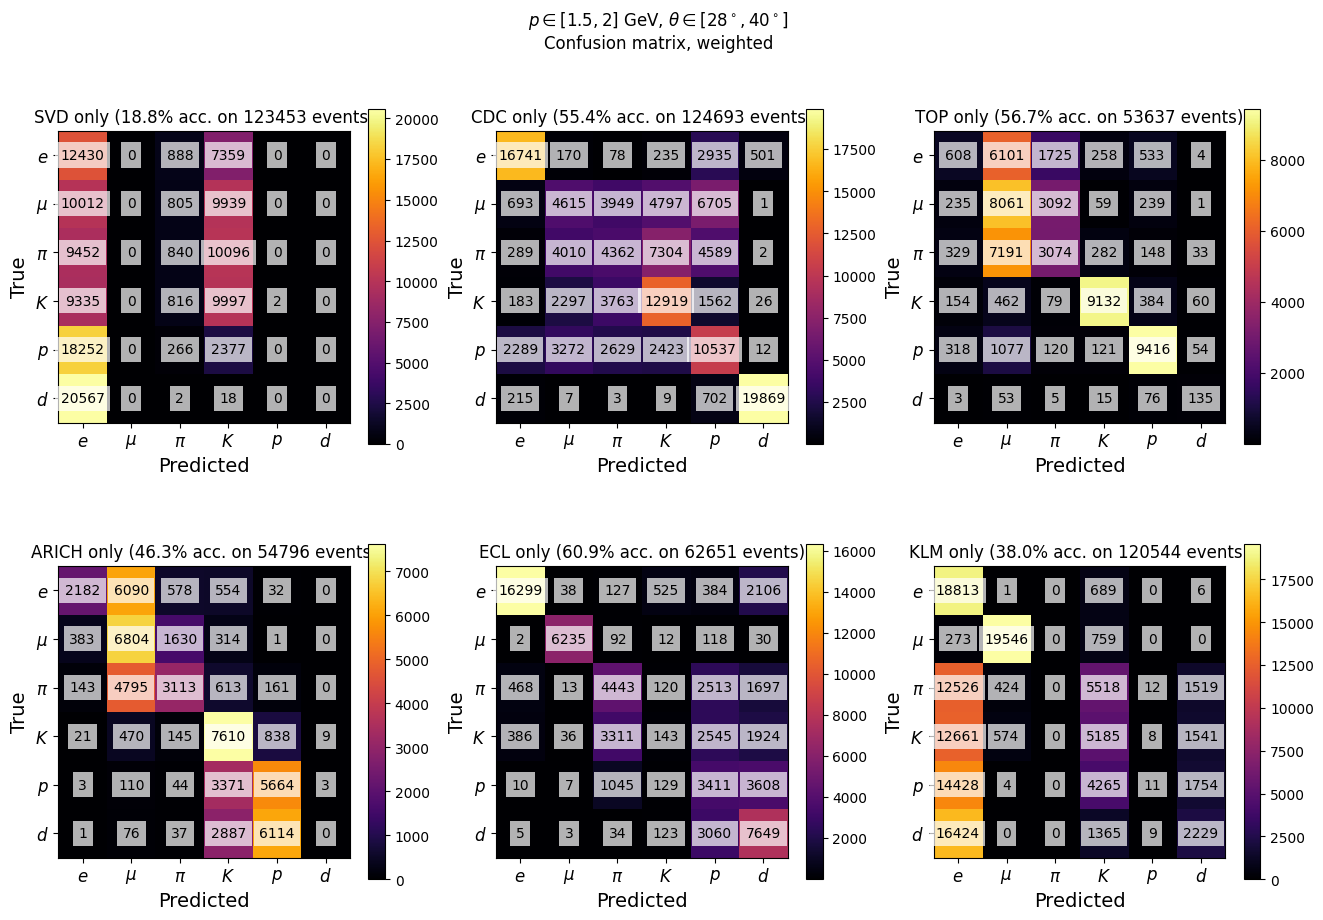 p ∈ [1.5, 2] GeV, θ ∈ [28°, 40°]
Confusion matrix, weighted
SVD only (18.8% acc. on 123453 events
True
e 12430 0 888 7359 0 0
μ 10012 0 805 9939 0 0
π 9452 0 840 10096 0 0
K 9335 0 816 9997 2 0
p 18252 0 266 2377 0 0
d 20567 0 2 18 0 0
e μ π K p d
Predicted
20000
17500
15000
12500
10000
7500
5000
2500
0
CDC only (55.4% acc. on 124693 events
True
e 16741 170 78 235 2935 501
μ 693 4615 3949 4797 6705 1
π 289 4010 4362 7304 4589 2
K 183 2297 3763 12919 1562 26
p 2289 3272 2629 2423 10537 12
d 215 7 3 9 702 19869
e μ π K p d
Predicted
17500
15000
12500
10000
7500
5000
2500
TOP only (56.7% acc. on 53637 events)
True
e 608 6101 1725 258 533 4
μ 235 8061 3092 59 239 1
π 329 7191 3074 282 148 33
K 154 462 79 9132 384 60
p 318 1077 120 121 9416 54
d 3 53 5 15 76 135
e μ π K p d
Predicted
8000
6000
4000
2000
ARICH only (46.3% acc. on 54796 events
True
e 2182 6090 578 554 32 0
μ 383 6804 1630 314 1 0
π 143 4795 3113 613 161 0
K 21 470 145 7610 838 9
p 3 110 44 3371 5664 3
d 1 76 37 2887 6114 0
e μ π K p d
Predicted
7000
6000
5000
4000
3000
2000
1000
0
ECL only (60.9% acc. on 62651 events)
True
e 16299 38 127 525 384 2106
μ 2 6235 92 12 118 30
π 468 13 4443 120 2513 1697
K 386 36 3311 143 2545 1924
p 10 7 1045 129 3411 3608
d 5 3 34 123 3060 7649
e μ π K p d
Predicted
16000
14000
12000
10000
8000
6000
4000
2000
KLM only (38.0% acc. on 120544 events
True
e 18813 1 0 689 0 6
μ 273 19546 0 759 0 0
π 12526 424 0 5518 12 1519
K 12661 574 0 5185 8 1541
p 14428 4 0 4265 11 1754
d 16424 0 0 1365 9 2229
e μ π K p d
Predicted
17500
15000
12500
10000
7500
5000
2500
0